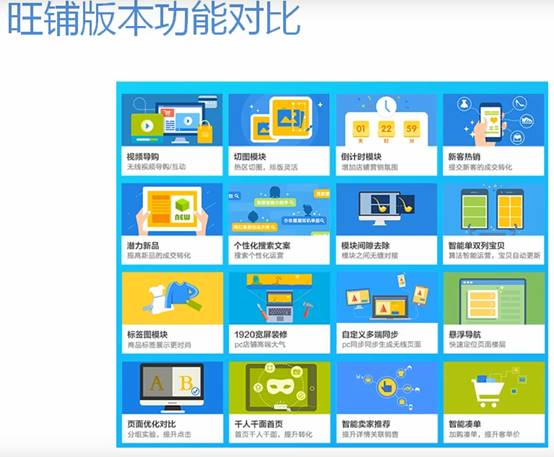 旺铺版本功能对比
视频导购
无线视频导购/互动
切图模块
热区切图，排版灵活
01 22 59
天 时 分
倒计时模块
增加店铺营销氛围
新客热销
提交新客的成交转化
NEW
潜力新品
提高新品的成交转化
个性化搜索文案
搜索个性化运营
模块间隙去除
模块之间无缝对接
智能单双列宝贝
算法智能运营，宝贝自动更新
标签图模块
商品标签展示更时尚
1920宽屏装修
pc店铺高端大气
自定义多端同步
pc同步同步生成无线页面
悬浮导航
快速定位页面楼层
A B
页面优化对比
分组实验，提升点击
千人千面首页
首页千人千面，提升转化
智能卖家推荐
提升详情关联销售
智能凑单
加购凑单，提升客单价